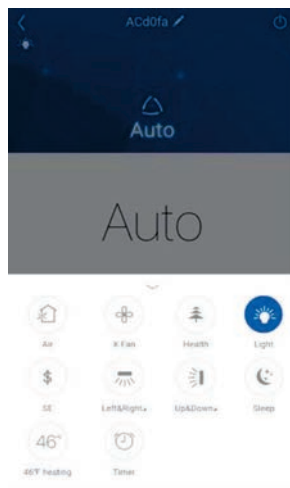 ACd0fa
Auto
Auto
Air
X-Fan
Health
Light
$
SE
Left&Right
Up&Down
Sleep
46°
46°F heating
Timer